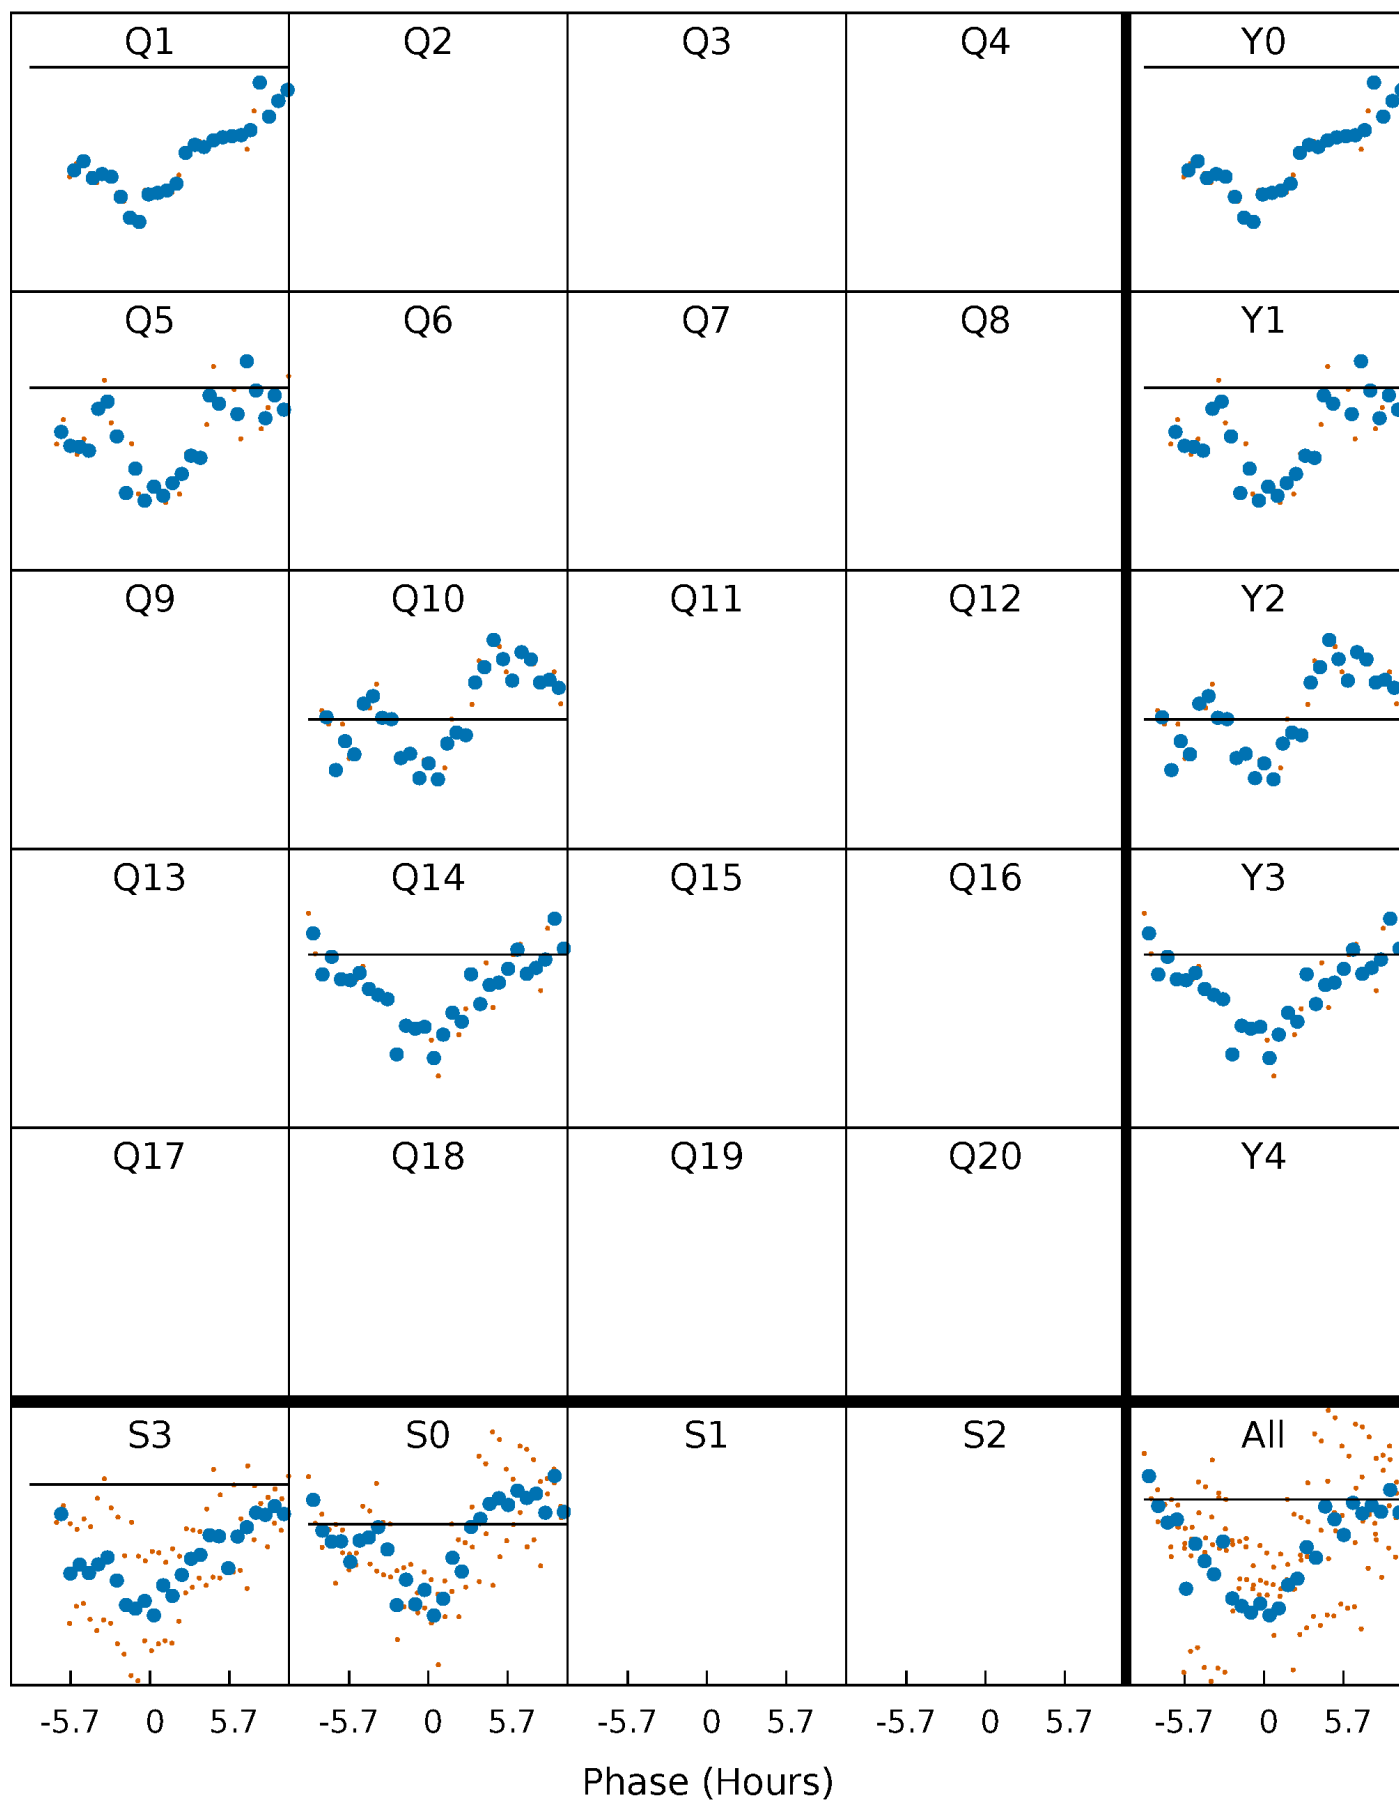 Q1 Q2 Q3 Q4 Y0
Q5 Q6 Q7 Q8 Y1
Q9 Q10 Q11 Q12 Y2
Q13 Q14 Q15 Q16 Y3
Q17 Q18 Q19 Q20 Y4
S3 S0 S1 S2 All
-5.7 0 5.7 -5.7 0 5.7 -5.7 0 5.7 -5.7 0 5.7 -5.7 0 5.7
Phase (Hours)